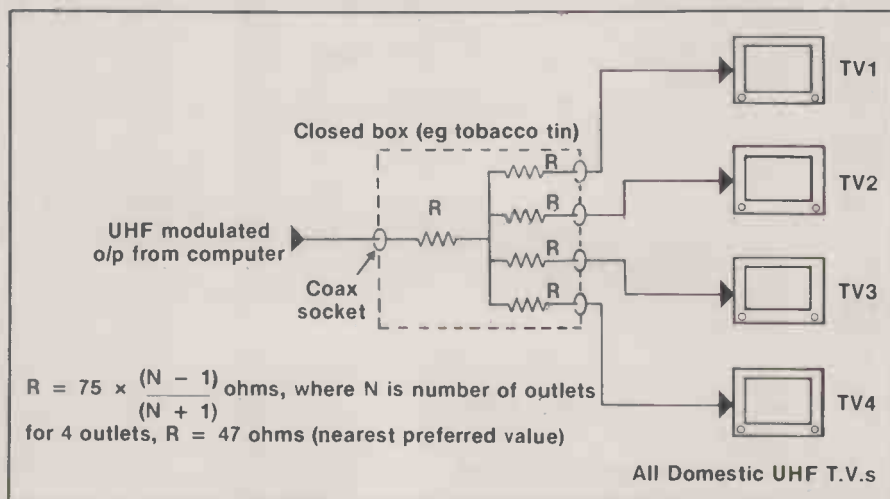 TV1
Closed box (eg tobacco tin)
R
R
R
TV2
UHF modulated
o/p from computer
R
Coax
socket
R
TV3
R = 75 × (N − 1) ohms, where N is number of outlets
(N + 1)
for 4 outlets, R = 47 ohms (nearest preferred value)
TV4
All Domestic UHF T.V.s